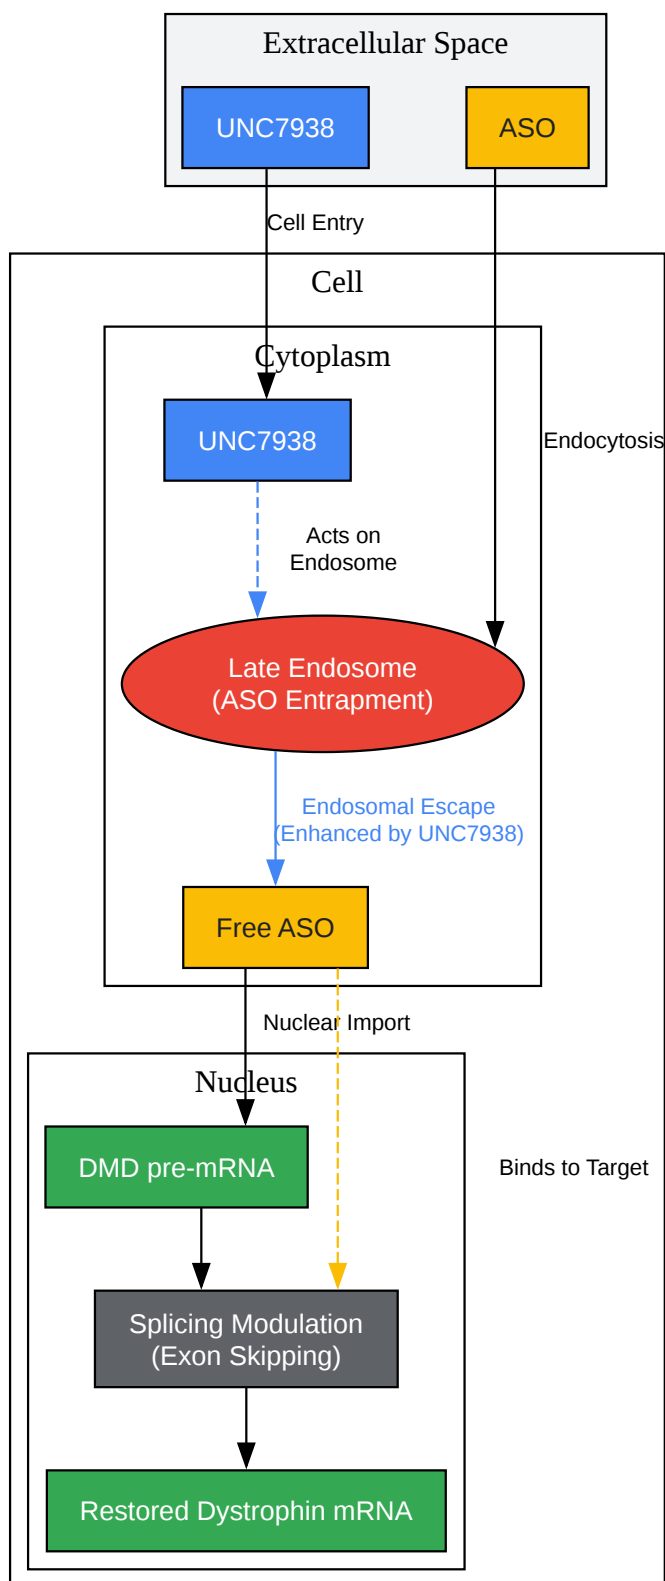 Extracellular Space
UNC7938
ASO
Cell Entry
Cell
Cytoplasm
UNC7938
Endocytosis
Acts on
Endosome
Late Endosome
(ASO Entrapment)
Endosomal Escape
(Enhanced by UNC7938)
Free ASO
Nuclear Import
Nucleus
DMD pre-mRNA
Binds to Target
Splicing Modulation
(Exon Skipping)
Restored Dystrophin mRNA